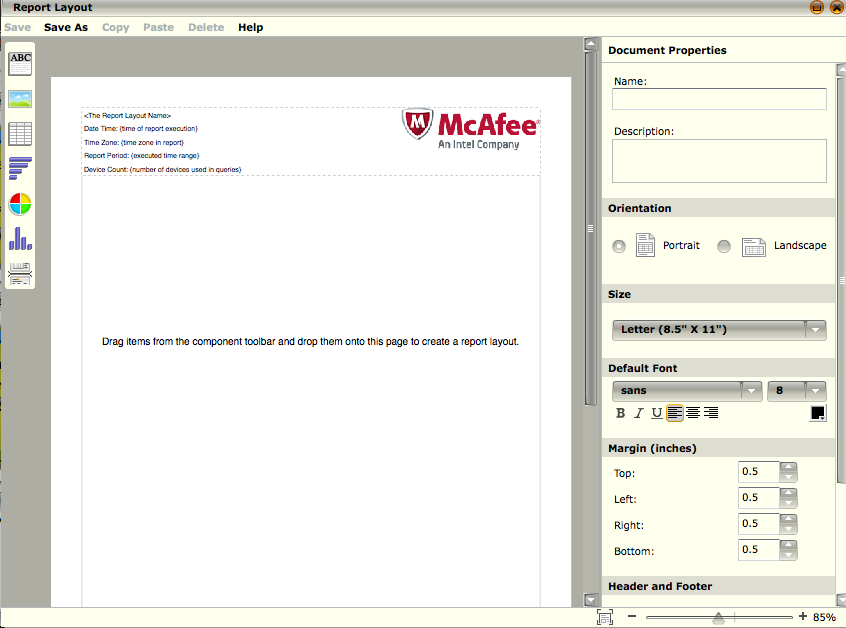 Report Layout
Save Save As Copy Paste Delete Help
ABC
<The Report Layout Name>
Date Time: {time of report execution}
Time Zone: {time zone in report}
Report Period: {executed time range}
Device Count: {number of devices used in queries}
M McAfee®
An Intel Company
Drag items from the component toolbar and drop them onto this page to create a report layout.
Document Properties
Name:
Description:
Orientation
Portrait Landscape
Size
Letter (8.5" X 11")
Default Font
sans 8
B I U
Margin (inches)
Top: 0.5
Left: 0.5
Right: 0.5
Bottom: 0.5
Header and Footer
85%